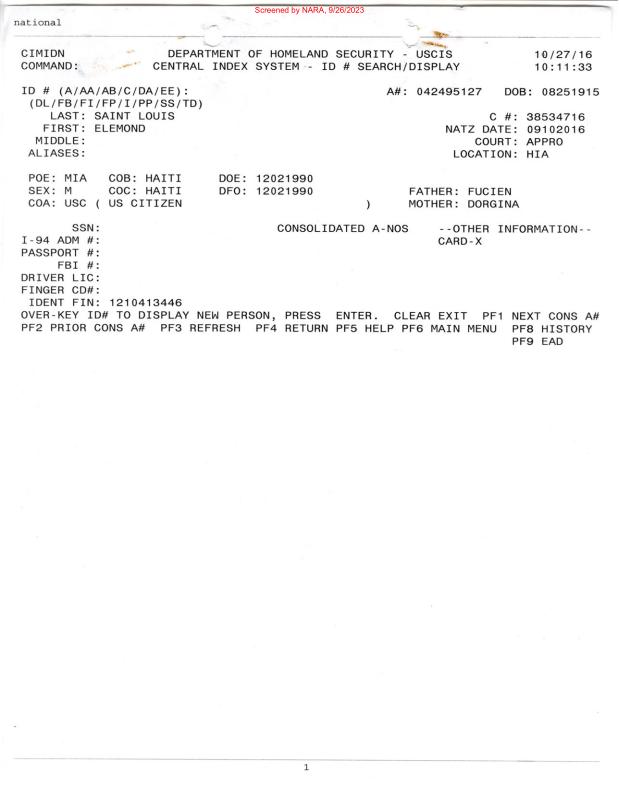 Screened by NARA, 9/26/2023
national
CIMIDN DEPARTMENT OF HOMELAND SECURITY - USCIS 10/27/16
COMMAND: CENTRAL INDEX SYSTEM - ID # SEARCH/DISPLAY 10:11:33
ID # (A/AA/AB/C/DA/EE): A#: 042495127 DOB: 08251915
(DL/FB/FI/FP/I/PP/SS/TD)
LAST: SAINT LOUIS C #: 38534716
FIRST: ELEMOND NATZ DATE: 09102016
MIDDLE: COURT: APPRO
ALIASES: LOCATION: HIA
POE: MIA COB: HAITI DOE: 12021990
SEX: M COC: HAITI DFO: 12021990 FATHER: FUCIEN
COA: USC ( US CITIZEN ) MOTHER: DORGINA
SSN: CONSOLIDATED A-NOS --OTHER INFORMATION--
I-94 ADM #: CARD-X
PASSPORT #:
FBI #:
DRIVER LIC:
FINGER CD#:
IDENT FIN: 1210413446
OVER-KEY ID# TO DISPLAY NEW PERSON, PRESS ENTER. CLEAR EXIT PF1 NEXT CONS A#
PF2 PRIOR CONS A# PF3 REFRESH PF4 RETURN PF5 HELP PF6 MAIN MENU PF8 HISTORY
PF9 EAD
1